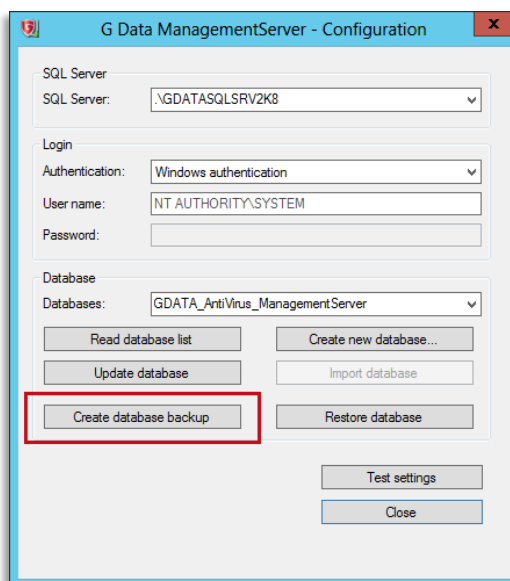 G Data ManagementServer - Configuration
x
SQL Server
SQL Server: .\GDATASQLSRV2K8
Login
Authentication: Windows authentication
User name: NT AUTHORITY\SYSTEM
Password:
Database
Databases: GDATA_AntiVirus_ManagementServer
Read database list Create new database...
Update database Import database
Create database backup Restore database
Test settings
Close